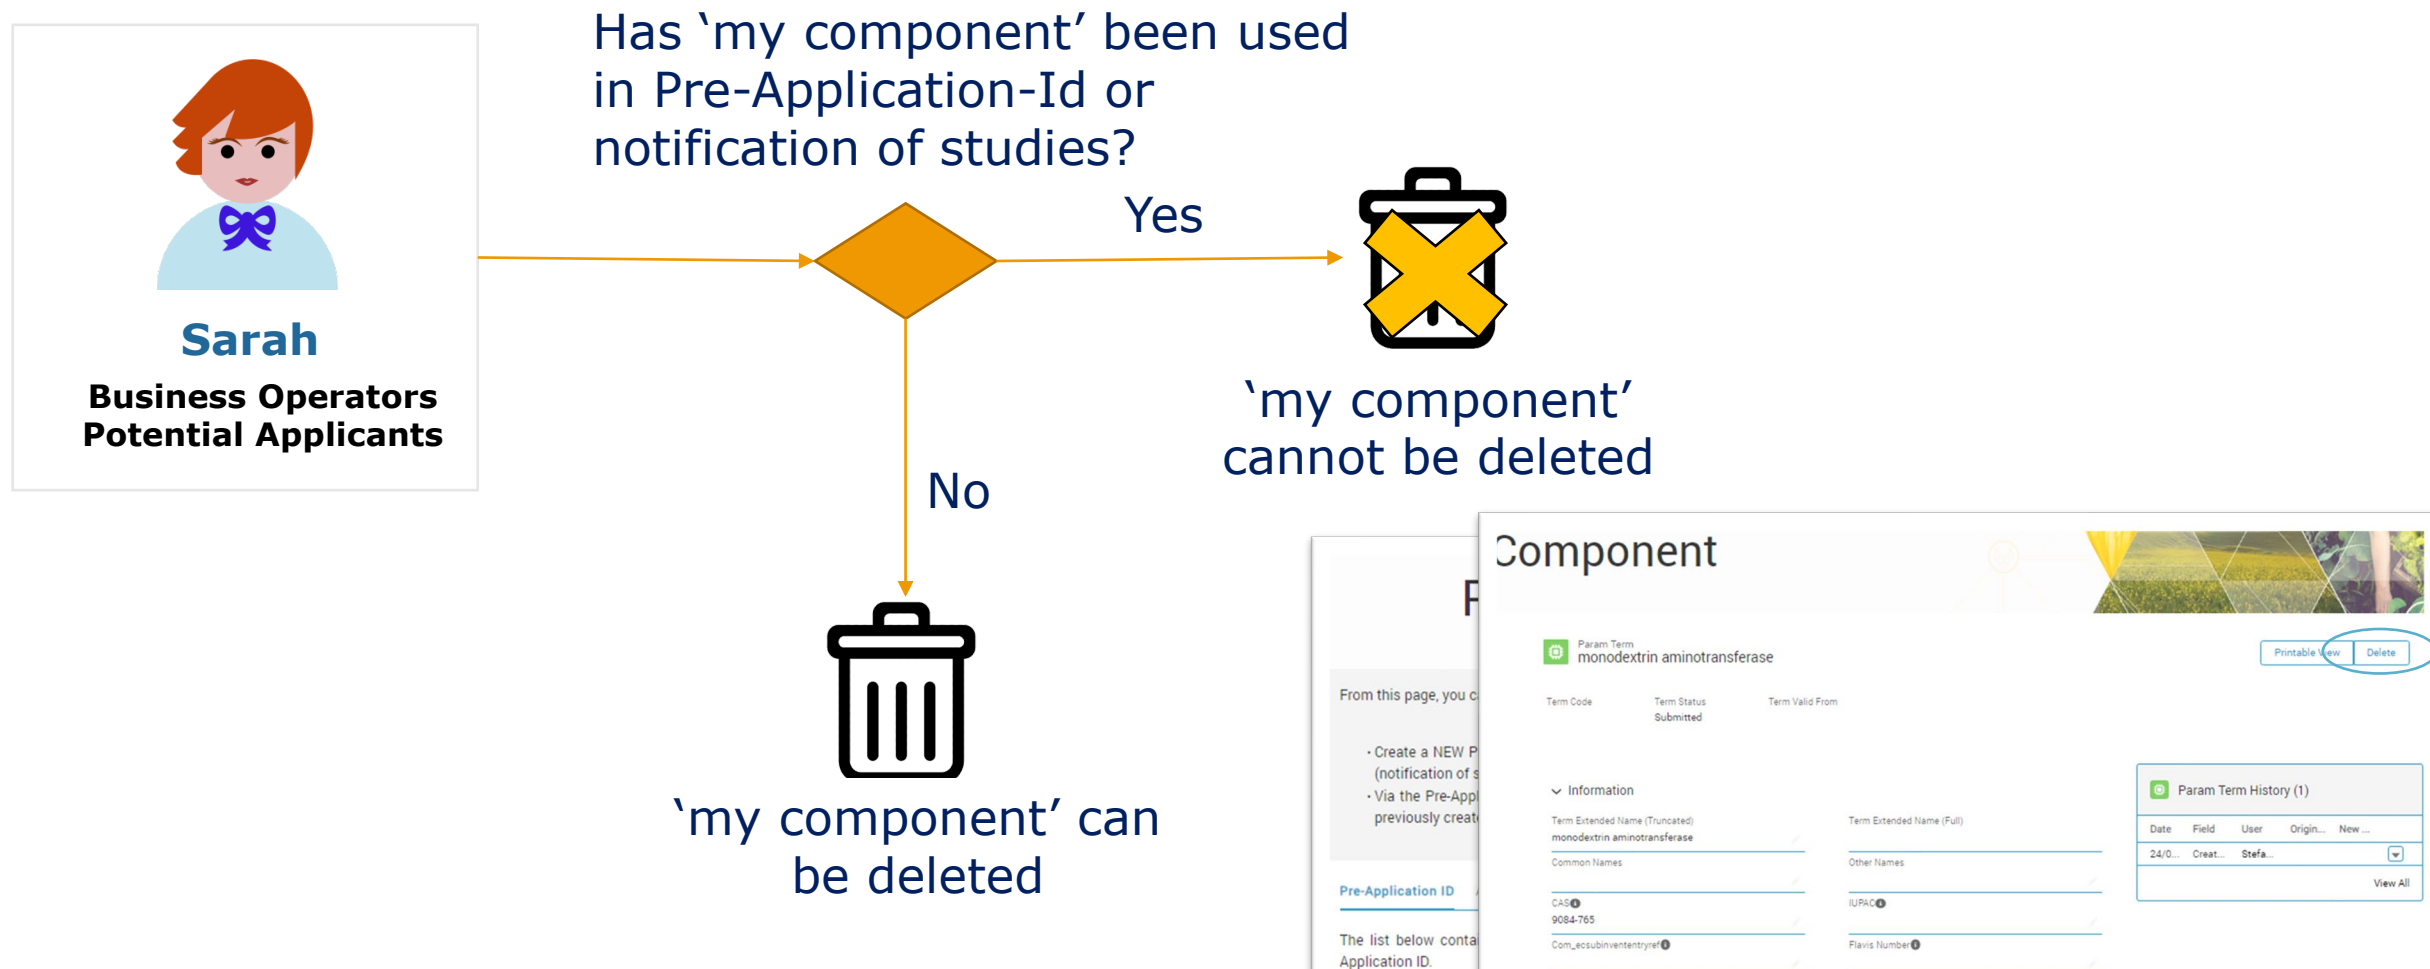 Has ‘my component’ been used
in Pre-Application-Id or
notification of studies?
Yes
Sarah
Business Operators
Potential Applicants
‘my component’
cannot be deleted
No
‘my component’ can
be deleted
From this page, you c
• Create a NEW P
(notification of s
• Via the Pre-Appl
previously create
Pre-Application ID
The list below conta
Application ID.
Component
Param Term
monodextrin aminotransferase
Printable View
Delete
Term Code
Term Status
Term Valid From
Submitted
Information
Term Extended Name (Truncated)
Term Extended Name (Full)
monodextrin aminotransferase
Common Names
Other Names
CAS
IUPAC
9084-765
Com_ecsubinvententryref
Flavis Number
Param Term History (1)
Date Field User Origin... New ...
24/0... Creat... Stefa...
View All